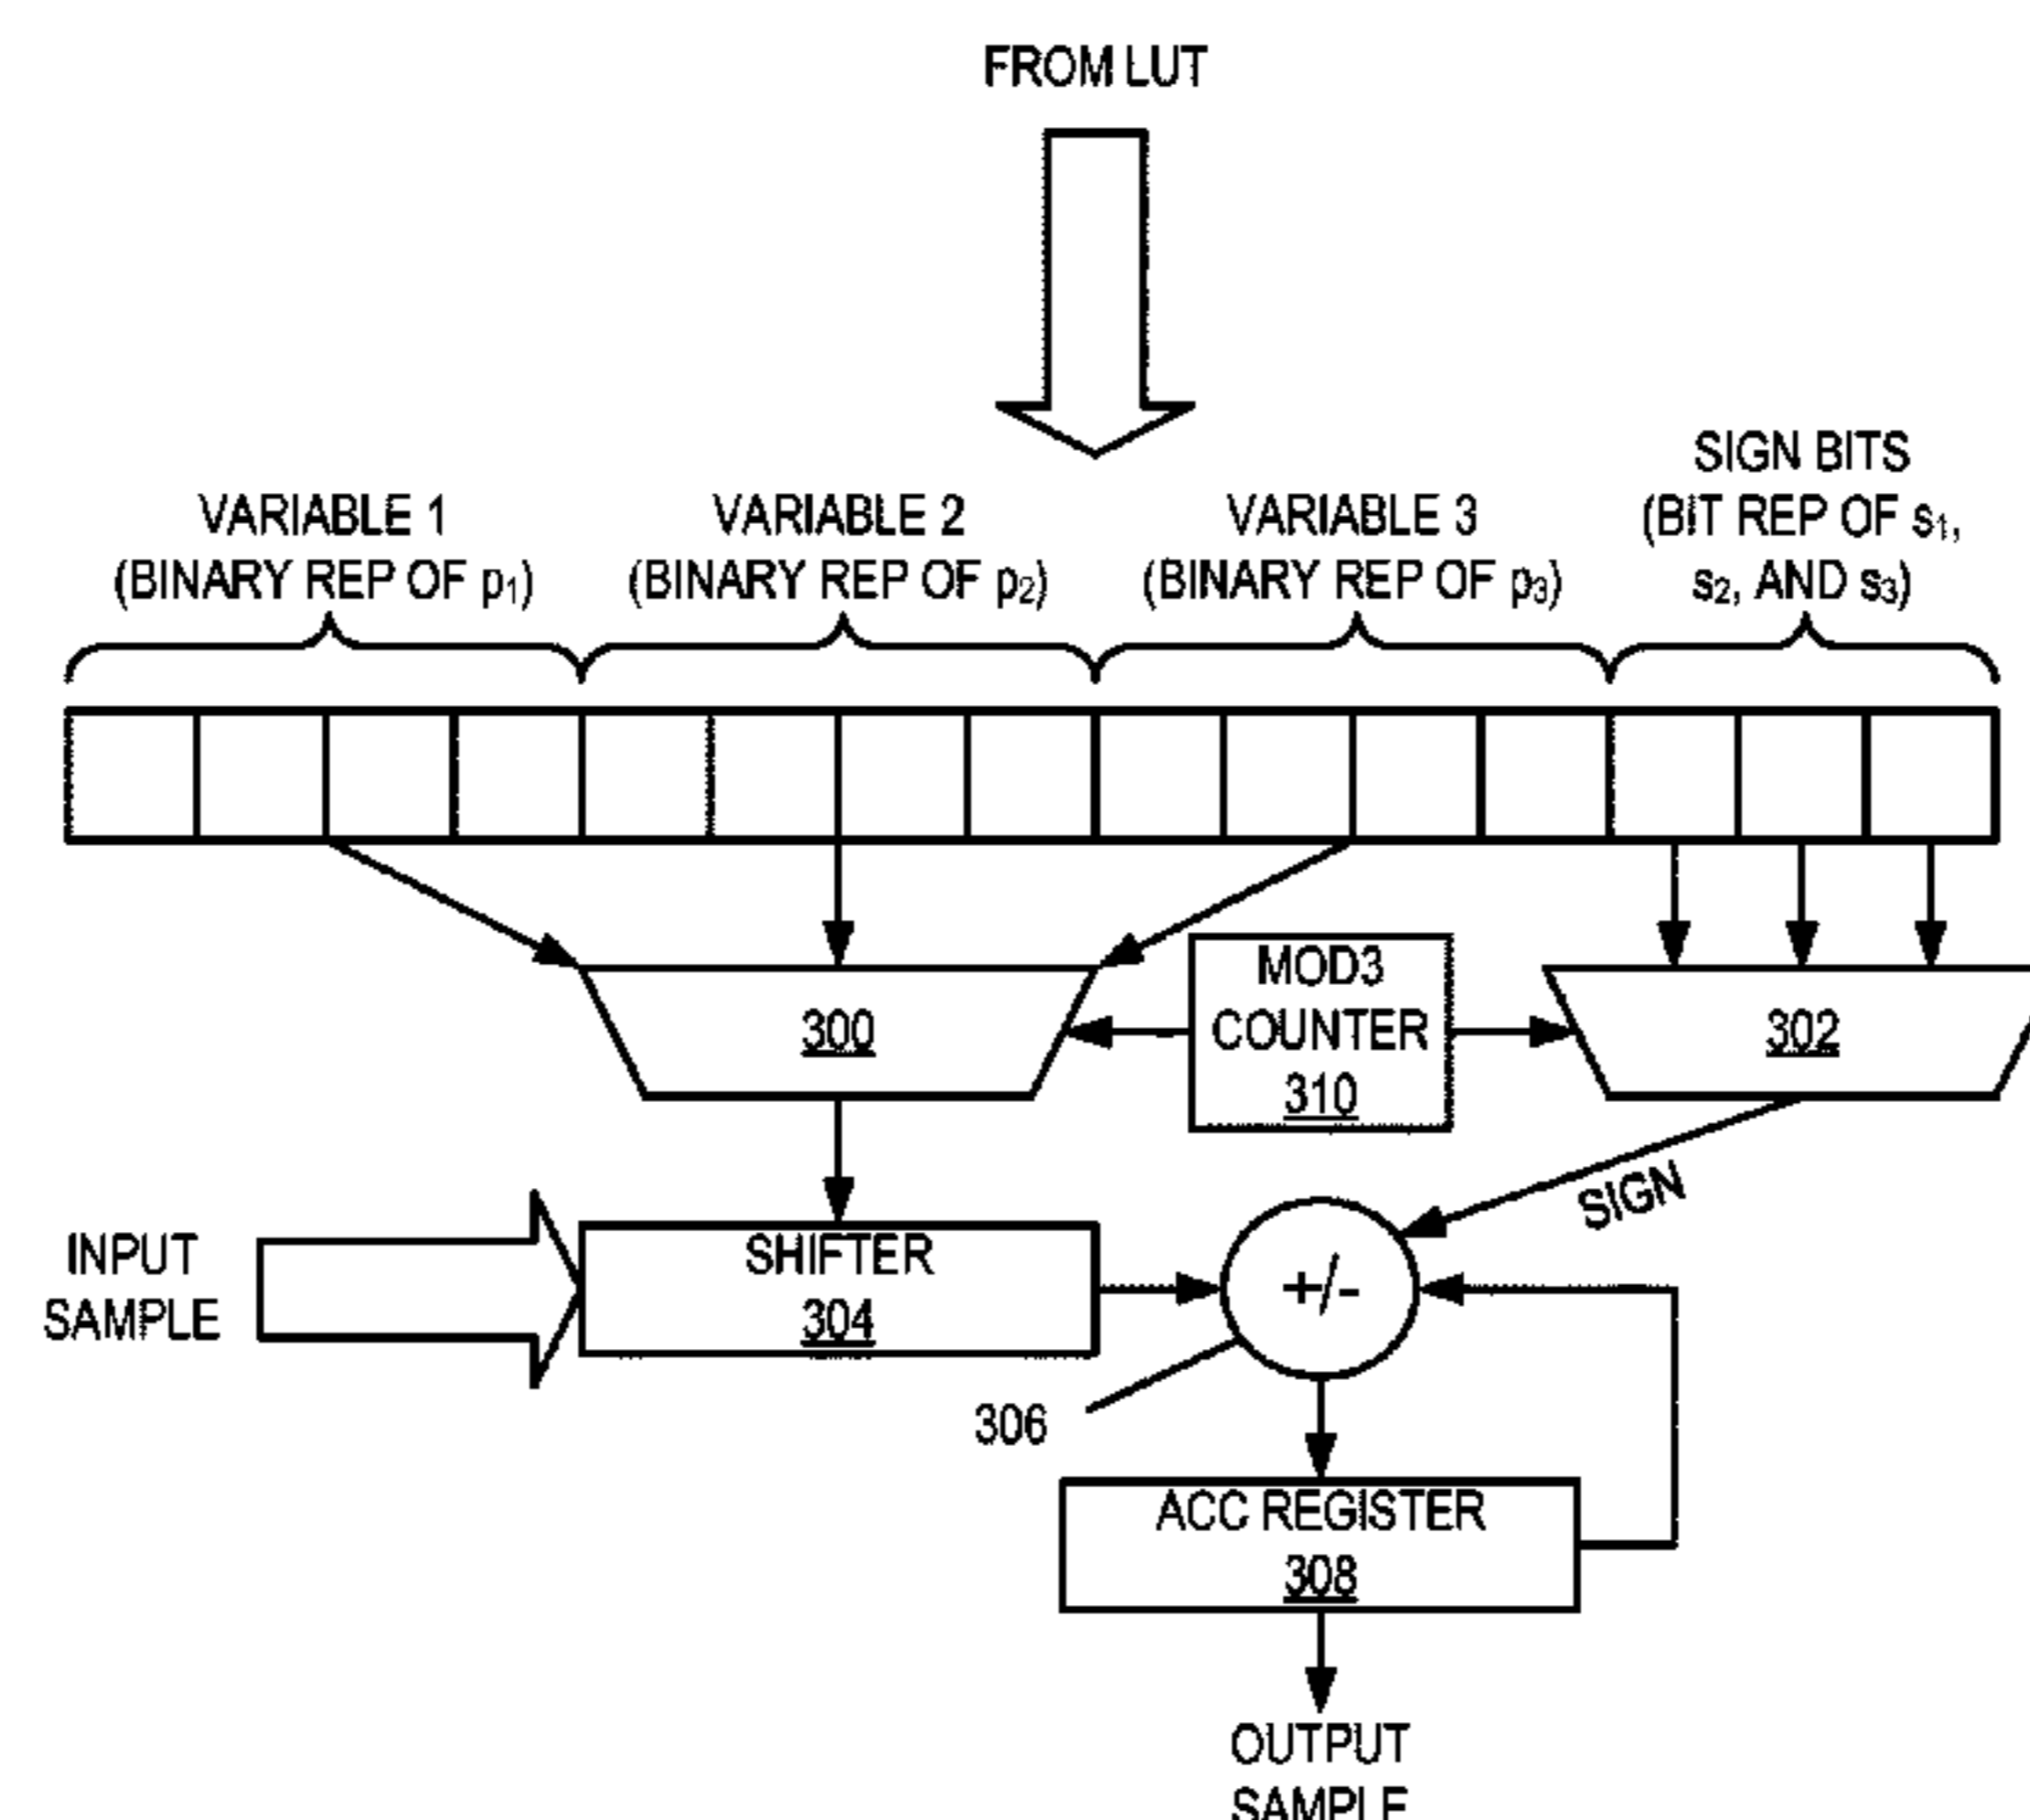 FROM LUT
VARIABLE 1
(BINARY REP OF p₁)
VARIABLE 2
(BINARY REP OF p₂)
VARIABLE 3
(BINARY REP OF p₃)
SIGN BITS
(BIT REP OF s₁,
s₂, AND s₃)
300
MOD3
COUNTER
310
302
SIGN
INPUT
SAMPLE
SHIFTER
304
+/-
306
ACC REGISTER
308
OUTPUT
SAMPLE